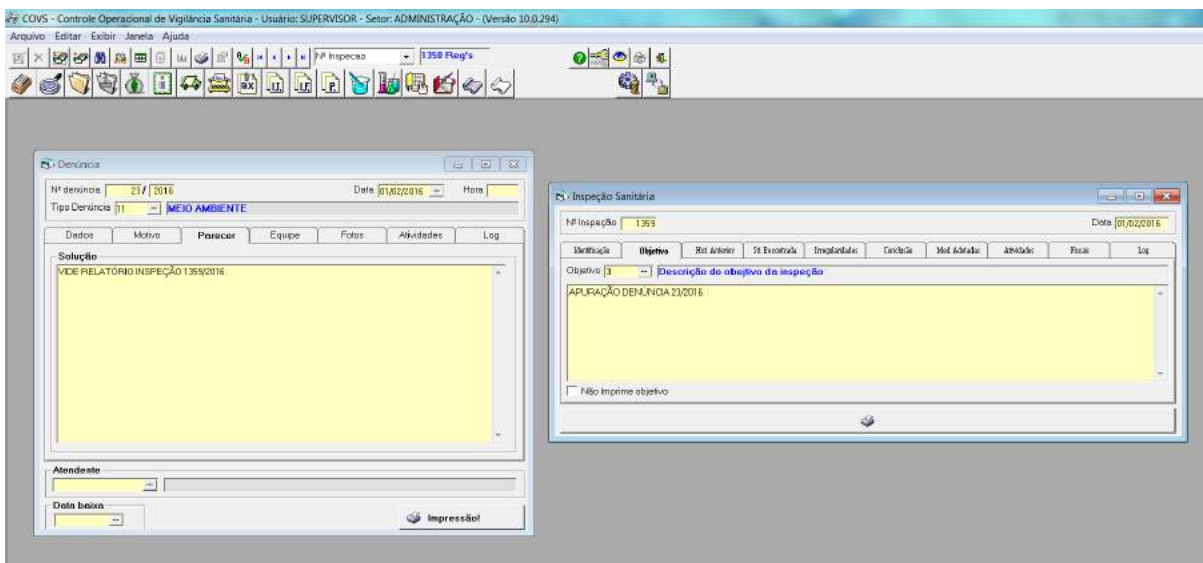 COVS - Controle Operacional de Vigilância Sanitária - Usuário: SUPERVISOR - Setor: ADMINISTRAÇÃO - (Versão 10.0.294)
Arquivo Editar Exibir Janela Ajuda
Nº Inspecao 1350 Reg's
Denúncia
Nº denúncia 23 / 2016 Data 01/02/2016 Hora
Tipo Denúncia 11 MEIO AMBIENTE
Dados Motivo Parecer Equipe Fotos Atividades Log
Solução
VIDE RELATÓRIO INSPEÇÃO 1359/2016.
Atendente
Data baixa
Impressão!
Inspeção Sanitária
Nº Inspeção 1359 Data 01/02/2016
Identificação Objetivo Hist Anterior St Encontrada Irregularidades Conclusão Med Adotadas Atividades Fiscais Log
Objetivo 3 Descrição do obejtivo da inspeção
APURAÇÃO DENÚNCIA 23/2016.
Não Imprime objetivo